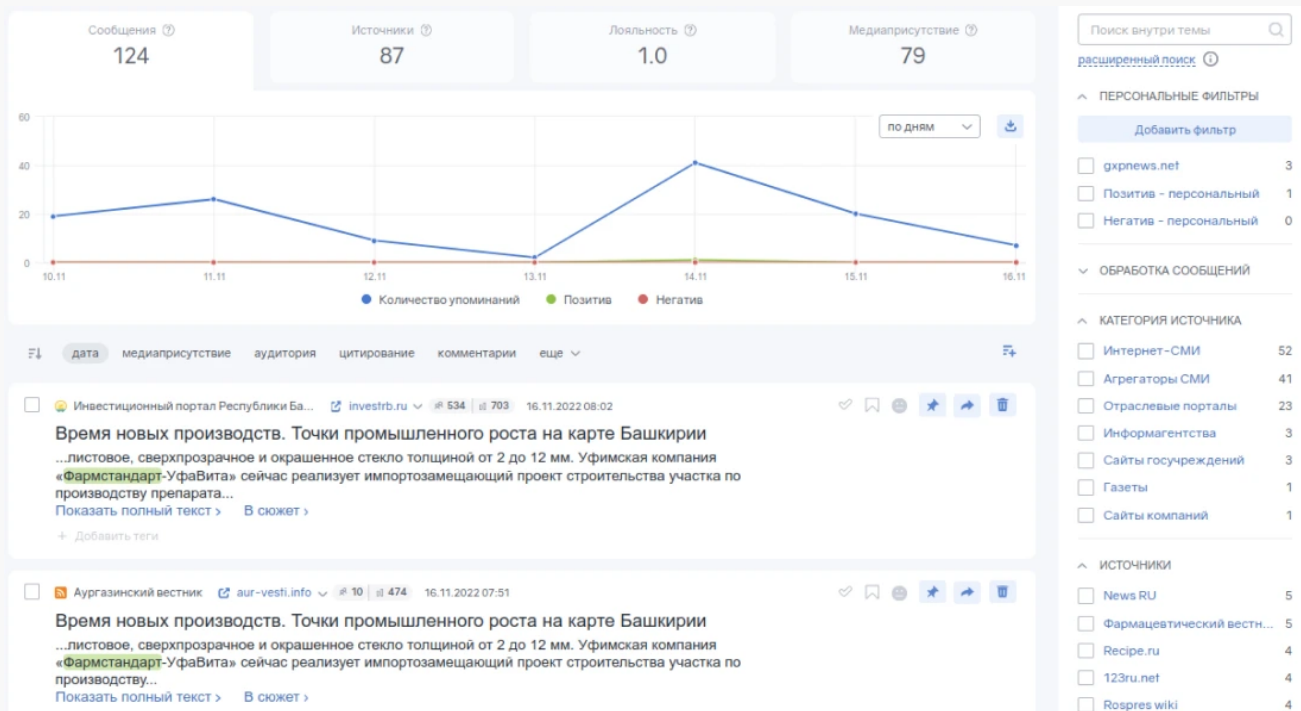 Сообщения
124
Источники
87
Лояльность
1.0
Медиаприсутствие
79
60
40
20
0
по дням
10.11
11.11
12.11
13.11
14.11
15.11
16.11
Количество упоминаний
Позитив
Негатив
дата
медиаприсутствие
аудитория
цитирование
комментарии
еще
Инвестиционный портал Республики Ба... investrb.ru 534 703 16.11.2022 08:02
Время новых производств. Точки промышленного роста на карте Башкирии
...листовое, сверхпрозрачное и окрашенное стекло толщиной от 2 до 12 мм. Уфимская компания
«Фармстандарт-УфаВита» сейчас реализует импортозамещающий проект строительства участка по
производству препарата...
Показать полный текст › В сюжет ›
+ Добавить теги
Аургазинский вестник aur-vesti.info 10 474 16.11.2022 07:51
Время новых производств. Точки промышленного роста на карте Башкирии
...листовое, сверхпрозрачное и окрашенное стекло толщиной от 2 до 12 мм. Уфимская компания
«Фармстандарт-УфаВита» сейчас реализует импортозамещающий проект строительства участка по
производству...
Показать полный текст › В сюжет ›
Поиск внутри темы
расширенный поиск
ПЕРСОНАЛЬНЫЕ ФИЛЬТРЫ
Добавить фильтр
gxpnews.net 3
Позитив - персональный 1
Негатив - персональный 0
ОБРАБОТКА СООБЩЕНИЙ
КАТЕГОРИЯ ИСТОЧНИКА
Интернет-СМИ 52
Агрегаторы СМИ 41
Отраслевые порталы 23
Информагентства 3
Сайты госучреждений 3
Газеты 1
Сайты компаний 1
ИСТОЧНИКИ
News RU 5
Фармацевтический вестн... 5
Recipe.ru 4
123ru.net 4
Rospres wiki 4